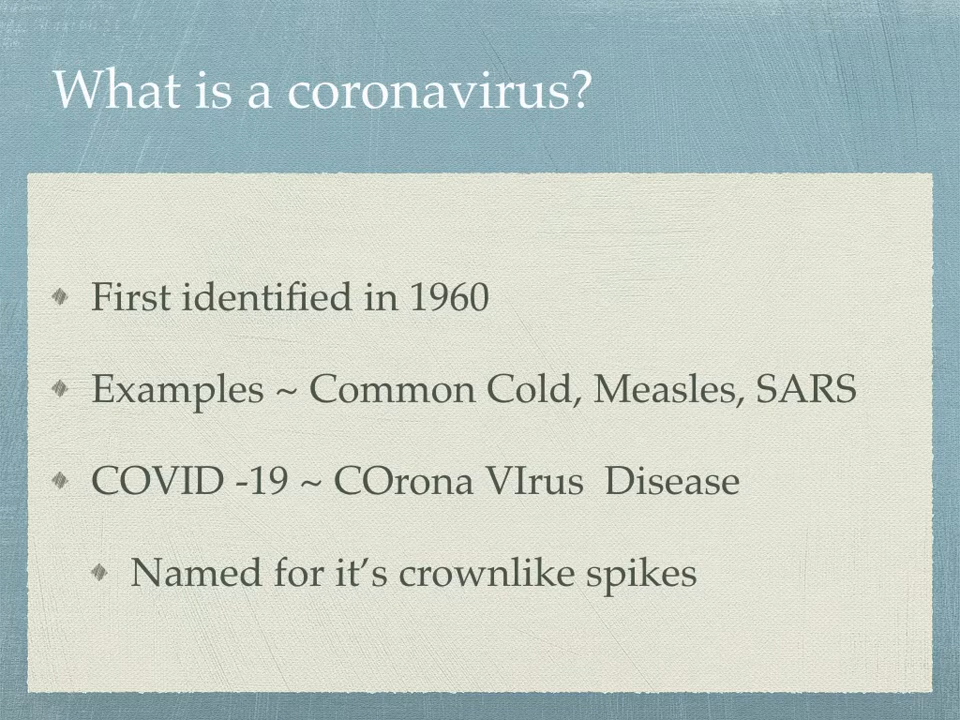 What is a coronavirus?
First identified in 1960
Examples ~ Common Cold, Measles, SARS
COVID -19 ~ COrona VIrus  Disease
Named for it’s crownlike spikes